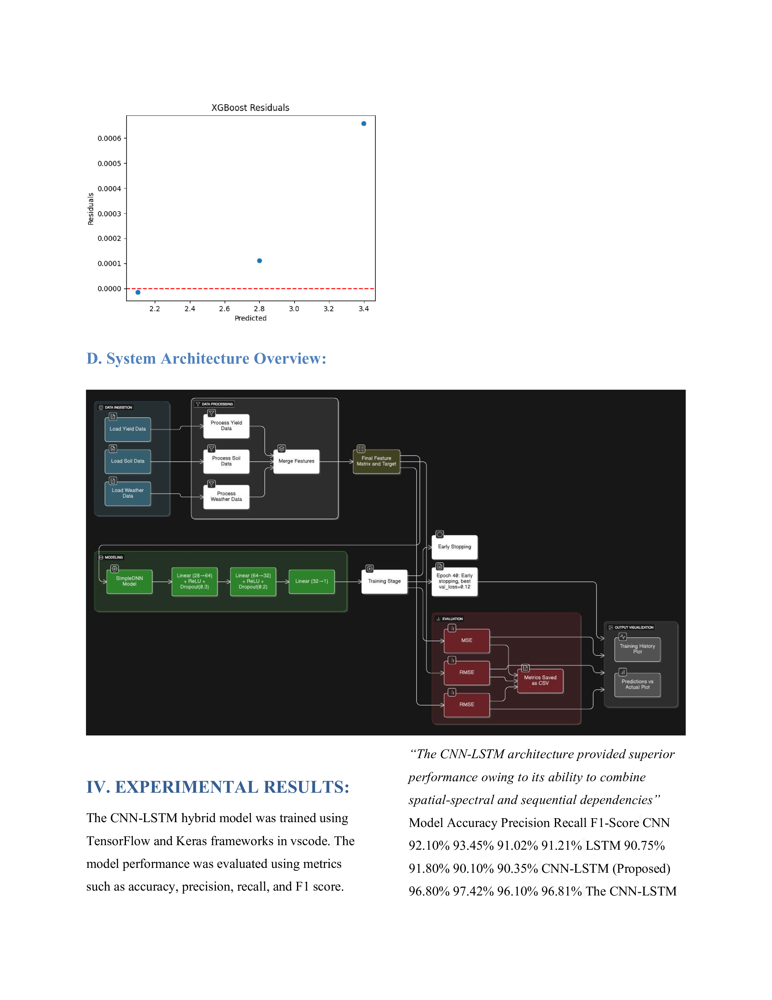 XGBoost Residuals
0.0006
0.0005
0.0004
0.0003
0.0002
0.0001
0.0000
Residuals
2.2 2.4 2.6 2.8 3.0 3.2 3.4
Predicted
D. System Architecture Overview:
DATA INGESTION
Load Yield Data
Load Soil Data
Load Weather
Data
DATA PROCESSING
Process Yield
Data
Process Soil
Data
Process
Weather Data
Merge Features
Final Feature
Matrix and Target
MODELING
SimpleDNN
Model
Linear (28→64)
+ ReLU +
Dropout(0.3)
Linear (64→32)
+ ReLU +
Dropout(0.2)
Linear (32→1)
Training Stage
Early Stopping
Epoch 40: Early
stopping, best
val_loss=0.12
EVALUATION
MSE
RMSE
RMSE
Metrics Saved
as CSV
OUTPUT VISUALIZATION
Training History
Plot
Predictions vs
Actual Plot
IV. EXPERIMENTAL RESULTS:
The CNN-LSTM hybrid model was trained using
TensorFlow and Keras frameworks in vscode. The
model performance was evaluated using metrics
such as accuracy, precision, recall, and F1 score.
“The CNN-LSTM architecture provided superior
performance owing to its ability to combine
spatial-spectral and sequential dependencies”
Model Accuracy Precision Recall F1-Score CNN
92.10% 93.45% 91.02% 91.21% LSTM 90.75%
91.80% 90.10% 90.35% CNN-LSTM (Proposed)
96.80% 97.42% 96.10% 96.81% The CNN-LSTM